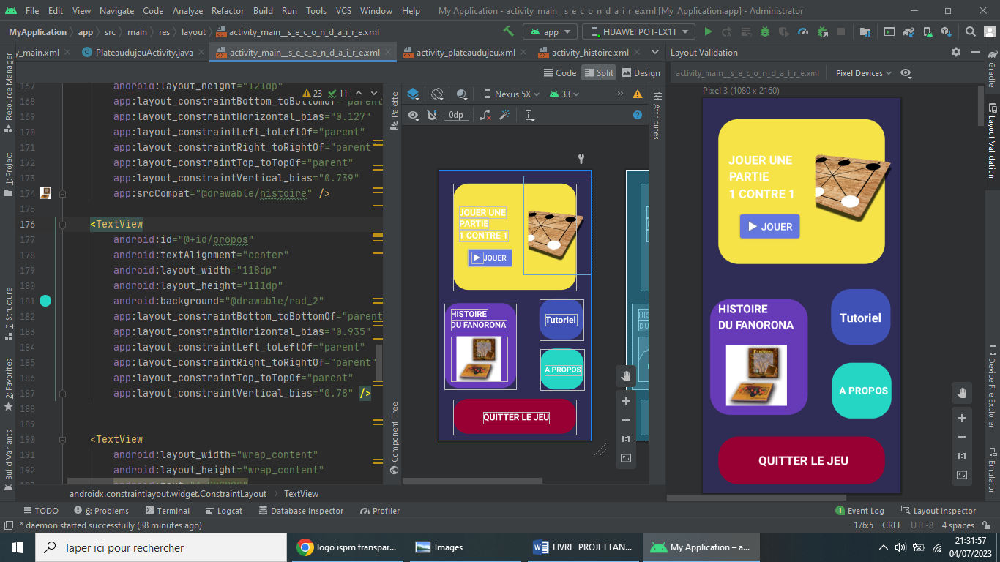 File Edit View Navigate Code Analyze Refactor Build Run Tools VCS Window Help My Application - activity_main__s_e_c_o_n_d_a_i_r_e.xml [My_Application.app] - Administrator
MyApplication app src main res layout activity_main__s_e_c_o_n_d_a_i_r_e.xml app HUAWEI POT-LX1T
y_main.xml PlateaudujeuActivity.java activity_main__s_e_c_o_n_d_a_i_r_e.xml activity_plateaudujeu.xml activity_histoire.xml Layout Validation
Code Split Design activity_main__s_e_c_o_n_d_a_i_r_e.xml Pixel Devices
Resource Manager
1: Project
7: Structure
2: Favorites
Build Variants
167 android:layout_height="121dp"
23 11
168 app:layout_constraintBottom_toBottomOf="parent
169 app:layout_constraintHorizontal_bias="0.127"
170 app:layout_constraintLeft_toLeftOf="parent"
171 app:layout_constraintRight_toRightOf="parent"
172 app:layout_constraintTop_toTopOf="parent"
173 app:layout_constraintVertical_bias="0.739"
174 app:srcCompat="@drawable/histoire" />
175
176 <TextView
177 android:id="@+id/propos"
178 android:textAlignment="center"
179 android:layout_width="118dp"
180 android:layout_height="111dp"
181 android:background="@drawable/rad_2"
182 app:layout_constraintBottom_toBottomOf="parent
183 app:layout_constraintHorizontal_bias="0.935"
184 app:layout_constraintLeft_toLeftOf="parent"
185 app:layout_constraintRight_toRightOf="parent"
186 app:layout_constraintTop_toTopOf="parent"
187 app:layout_constraintVertical_bias="0.78" />
188
189
190 <TextView
191 android:layout_width="wrap_content"
192 android:layout_height="wrap_content"
Palette
Component Tree
Nexus 5X 33
0dp
Attributes
JOUER UNE
PARTIE
1 CONTRE 1
JOUER
HISTOIRE
DU FANORONA
Tutoriel
A PROPOS
QUITTER LE JEU
1:1
Pixel 3 (1080 x 2160)
JOUER UNE
PARTIE
1 CONTRE 1
JOUER
HISTOIRE
DU FANORONA
Tutoriel
A PROPOS
QUITTER LE JEU
1:1
Gradle
Layout Validation
Device File Explorer
Emulator
androidx.constraintlayout.widget.ConstraintLayout TextView
TODO 6: Problems Terminal Logcat Database Inspector Profiler 1 Event Log Layout Inspector
* daemon started successfully (38 minutes ago) 176:5 CRLF UTF-8 4 spaces
Taper ici pour rechercher logo ispm transpar... Images LIVRE PROJET FAN... My Application – a...
21:31:57
04/07/2023